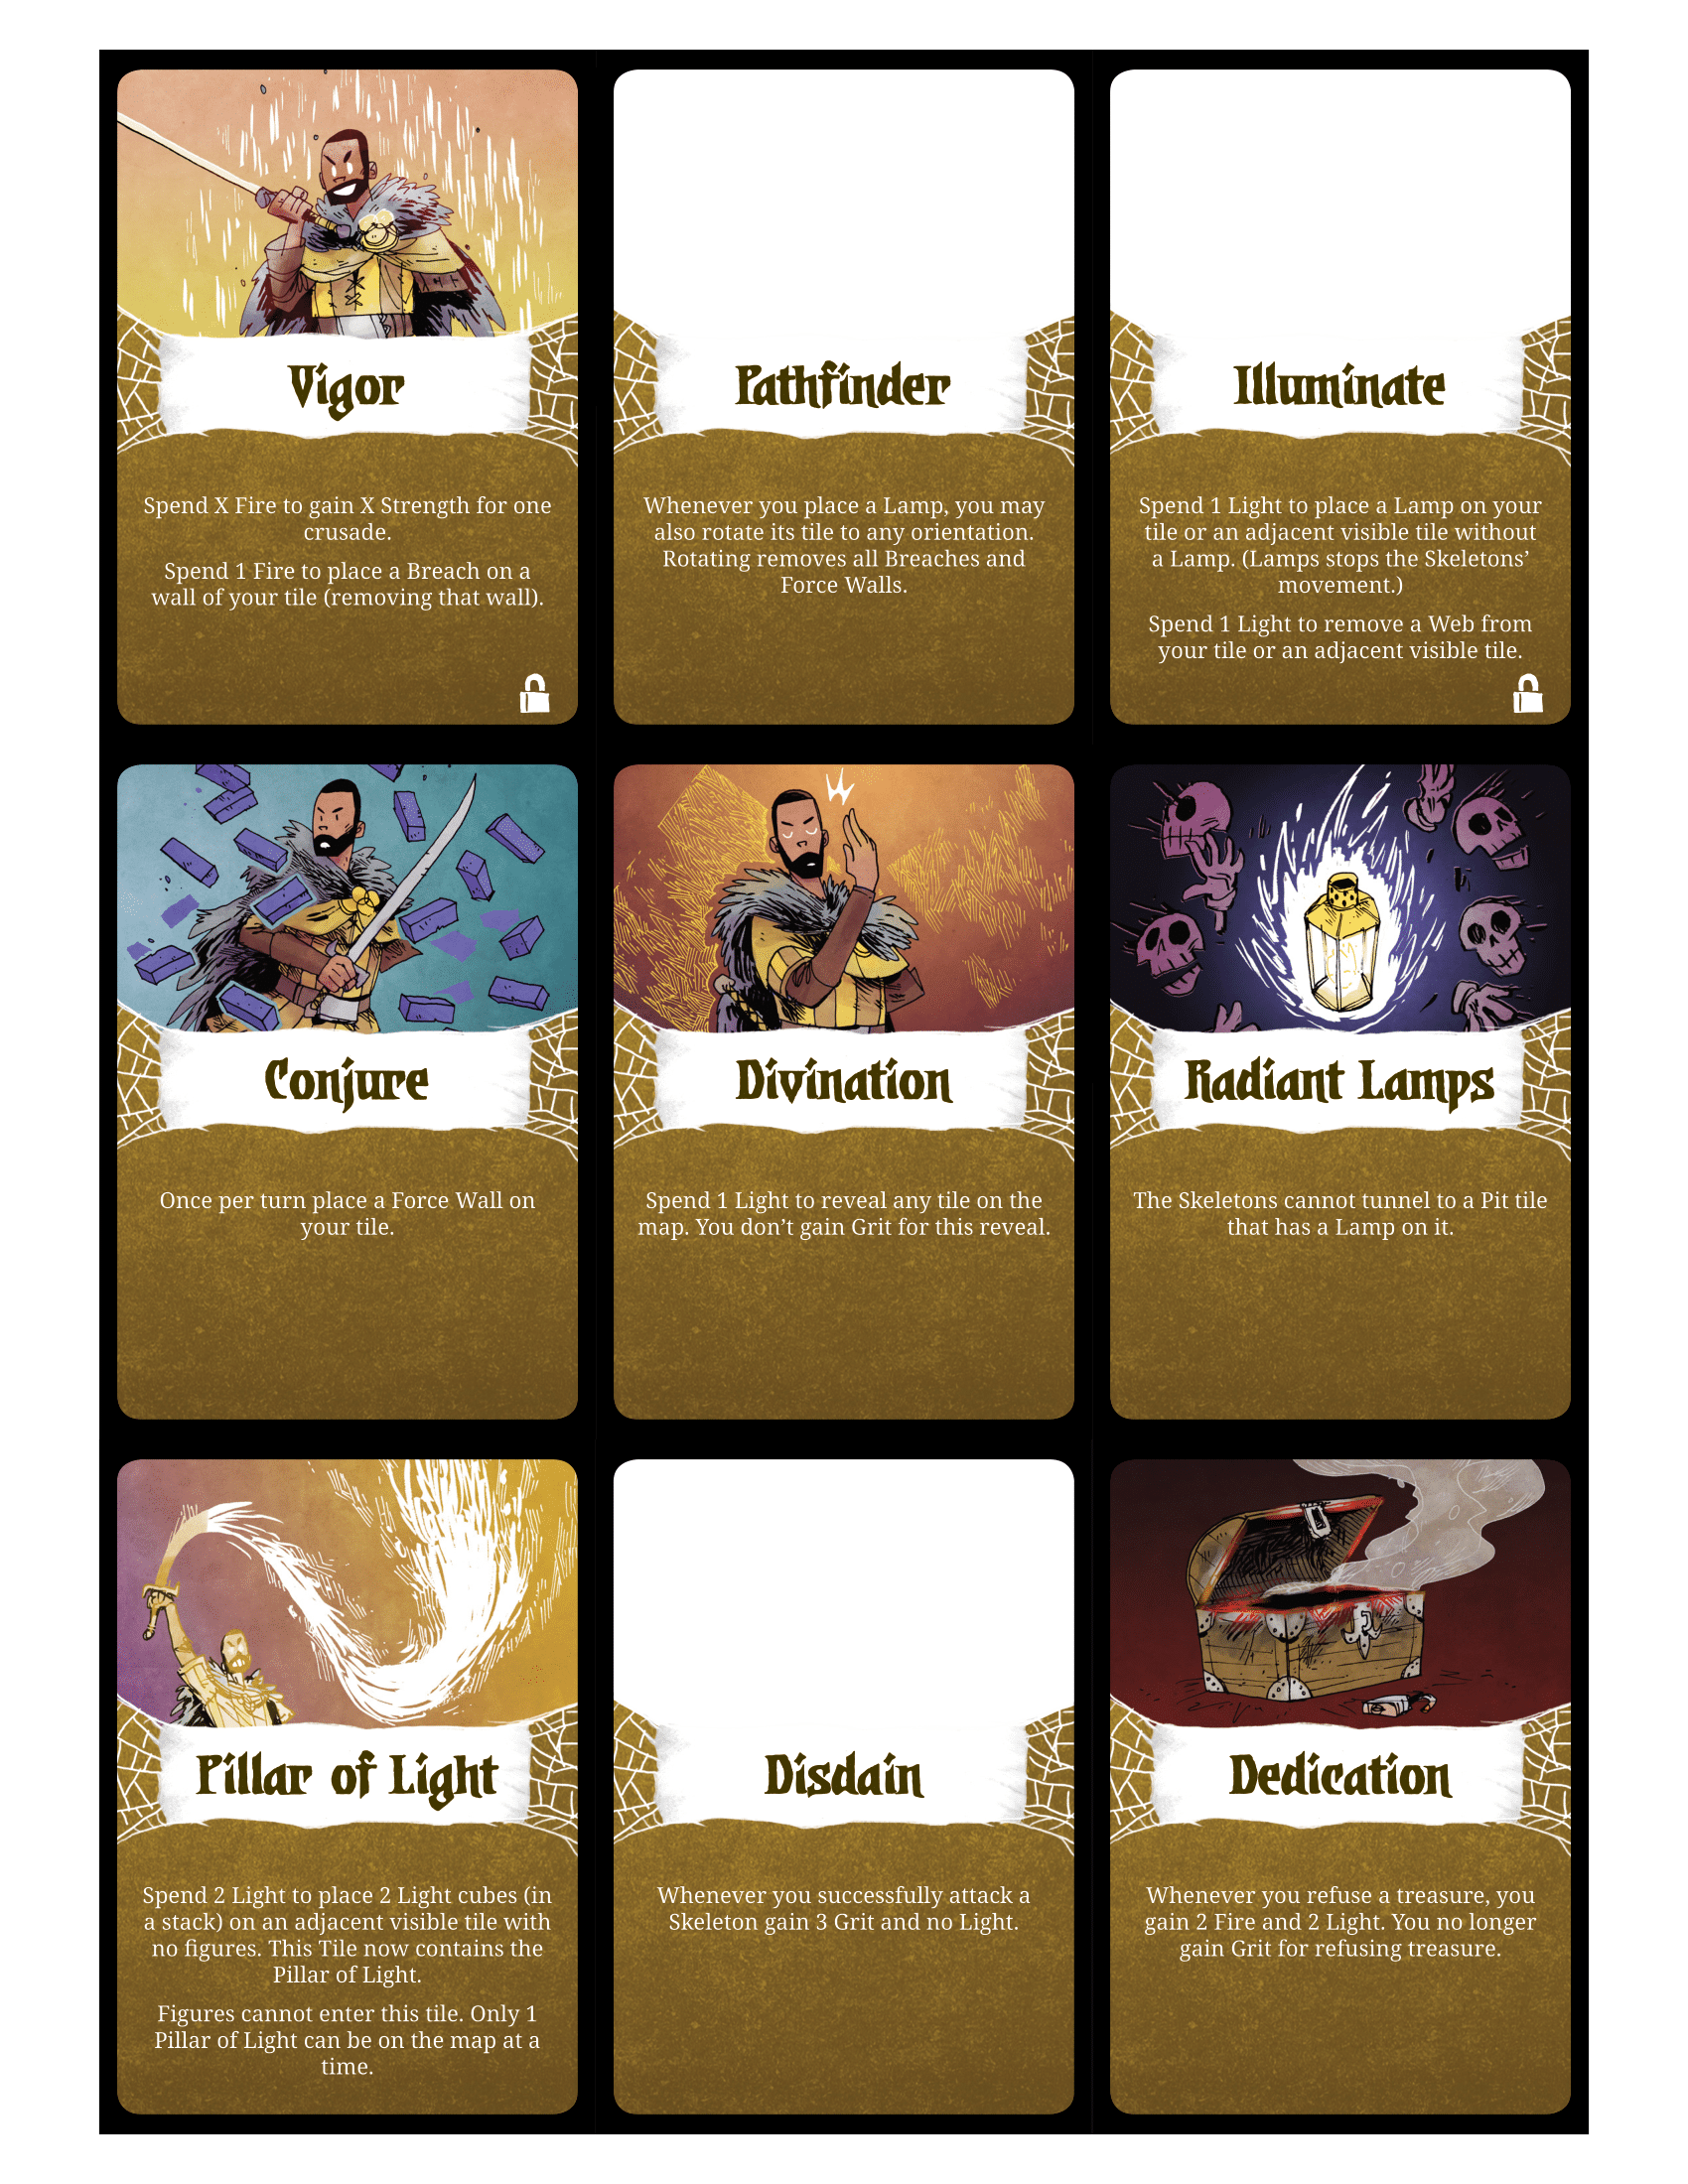 Vigor
Spend X Fire to gain X Strength for one
crusade.
Spend 1 Fire to place a Breach on a
wall of your tile (removing that wall).
Pathfinder
Whenever you place a Lamp, you may
also rotate its tile to any orientation.
Rotating removes all Breaches and
Force Walls.
Illuminate
Spend 1 Light to place a Lamp on your
tile or an adjacent visible tile without
a Lamp. (Lamps stops the Skeletons’
movement.)
Spend 1 Light to remove a Web from
your tile or an adjacent visible tile.
Conjure
Once per turn place a Force Wall on
your tile.
Divination
Spend 1 Light to reveal any tile on the
map. You don’t gain Grit for this reveal.
Radiant Lamps
The Skeletons cannot tunnel to a Pit tile
that has a Lamp on it.
Pillar of Light
Spend 2 Light to place 2 Light cubes (in
a stack) on an adjacent visible tile with
no figures. This Tile now contains the
Pillar of Light.
Figures cannot enter this tile. Only 1
Pillar of Light can be on the map at a
time.
Disdain
Whenever you successfully attack a
Skeleton gain 3 Grit and no Light.
Dedication
Whenever you refuse a treasure, you
gain 2 Fire and 2 Light. You no longer
gain Grit for refusing treasure.